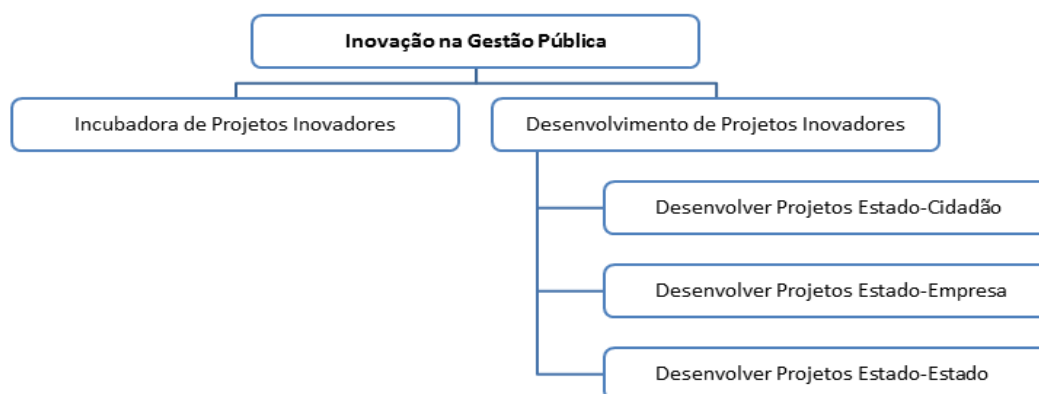 Inovação na Gestão Pública
Incubadora de Projetos Inovadores
Desenvolvimento de Projetos Inovadores
Desenvolver Projetos Estado-Cidadão
Desenvolver Projetos Estado-Empresa
Desenvolver Projetos Estado-Estado